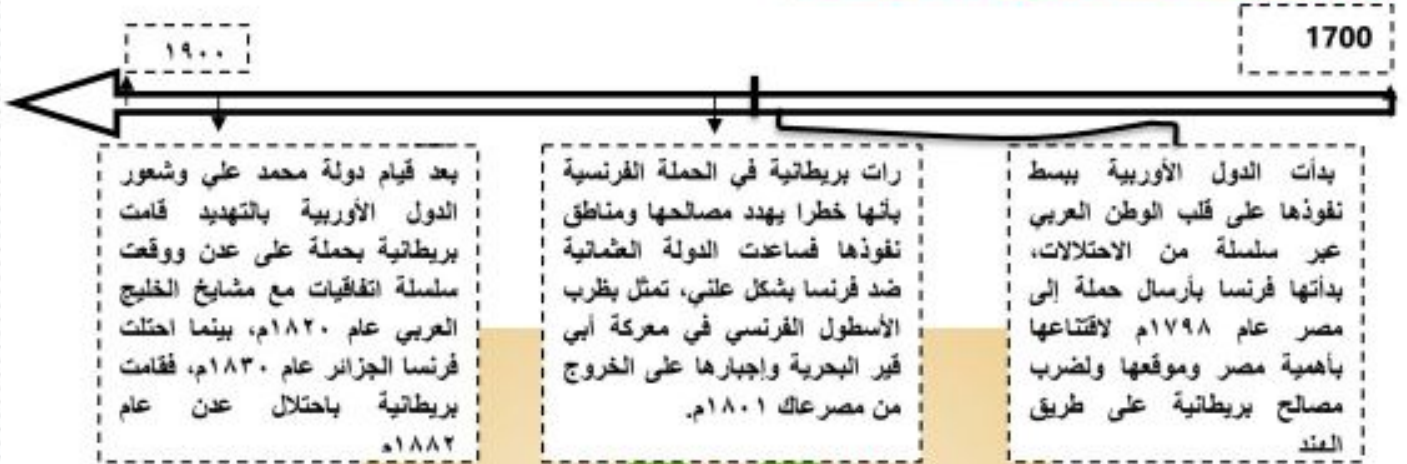 1700
١٩٠٠
بدأت الدول الأوربية ببسط
نفوذها على قلب الوطن العربي
عبر سلسلة من الاحتلالات،
بدأتها فرنسا بأرسال حملة إلى
مصر عام ١٧٩٨م لاقتناعها
بأهمية مصر وموقعها ولضرب
مصالح بريطانية على طريق
الهند
رات بريطانية في الحملة الفرنسية
بأنها خطرا يهدد مصالحها ومناطق
نفوذها فساعدت الدولة العثمانية
ضد فرنسا بشكل علني، تمثل بظرب
الأسطول الفرنسي في معركة أبي
قير البحرية وإجبارها على الخروج
من مصرعاك ١٨٠١م.
بعد قيام دولة محمد علي وشعور
الدول الأوربية بالتهديد قامت
بريطانية بحملة على عدن ووقعت
سلسلة اتفاقيات مع مشايخ الخليج
العربي عام ١٨٢٠م، بينما احتلت
فرنسا الجزائر عام ١٨٣٠م، فقامت
بريطانية باحتلال عدن عام
١٨٨٢م